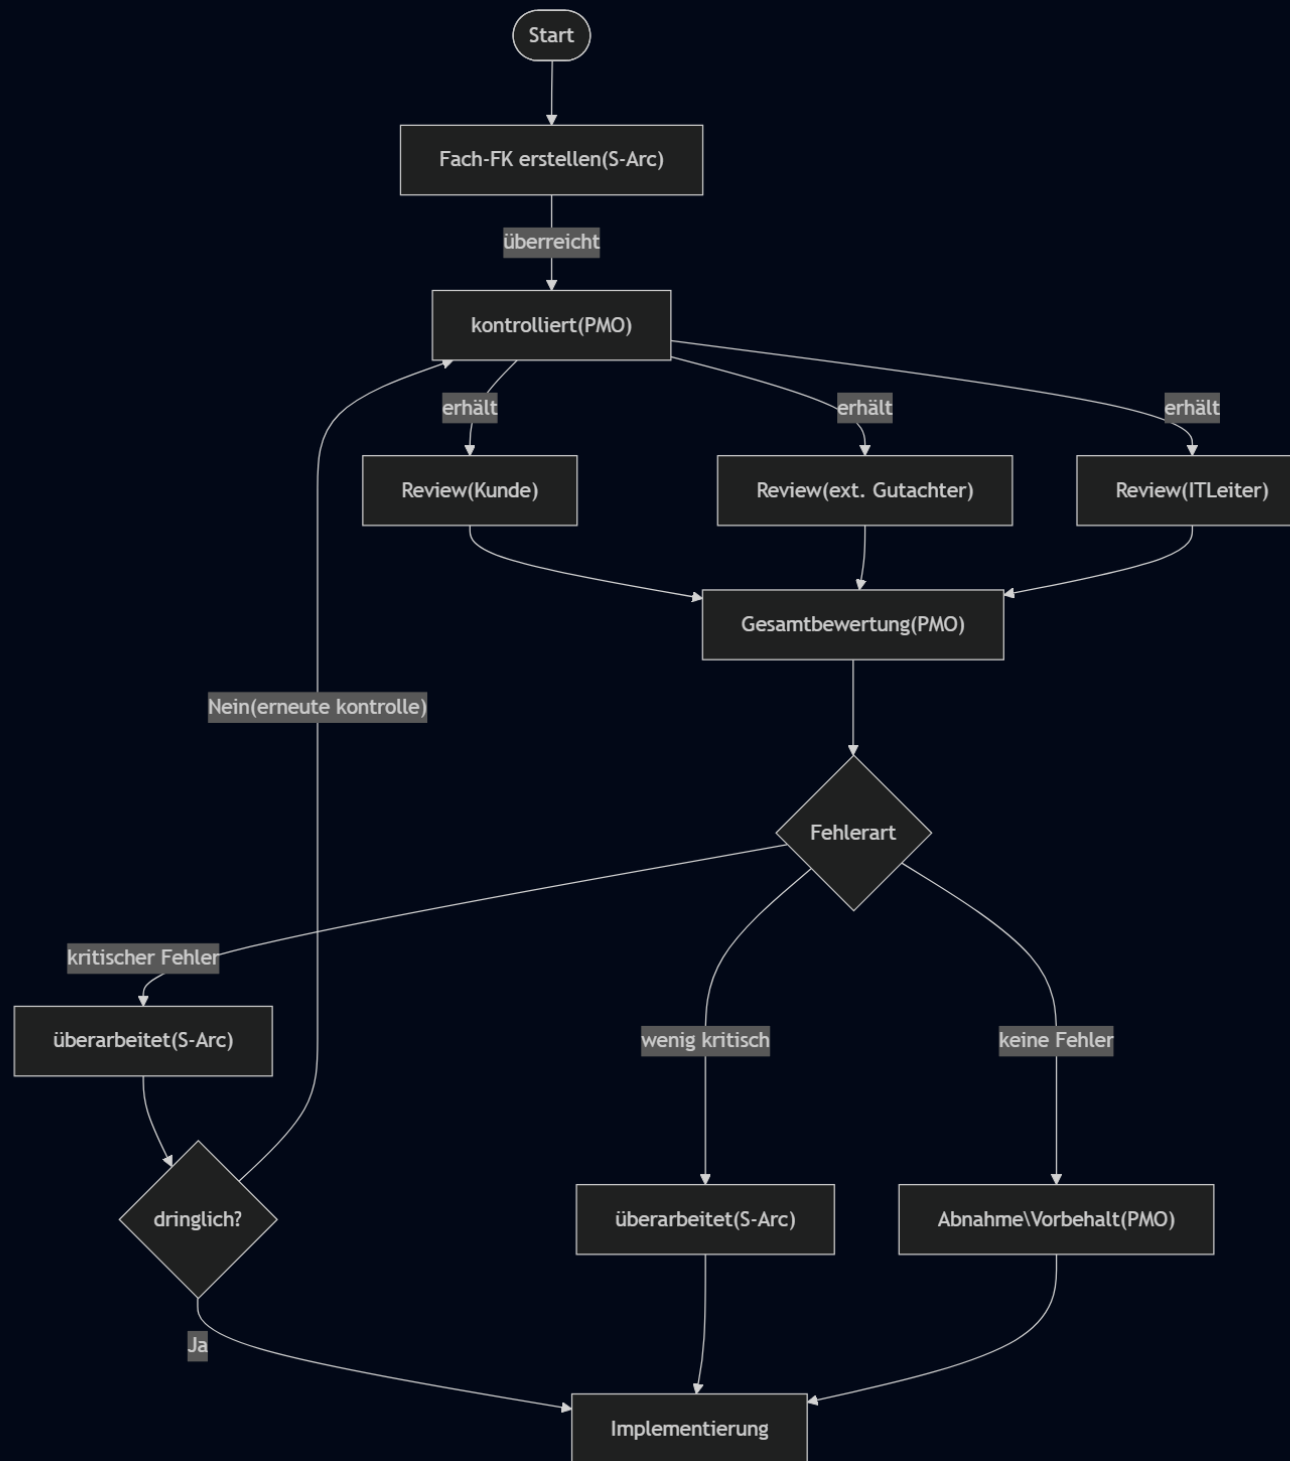 Start
Fach-FK erstellen(S-Arc)
überreicht
kontrolliert(PMO)
erhält
erhält
erhält
Review(Kunde)
Review(ext. Gutachter)
Review(ITLeiter)
Gesamtbewertung(PMO)
Nein(erneute kontrolle)
Fehlerart
kritischer Fehler
überarbeitet(S-Arc)
wenig kritisch
keine Fehler
dringlich?
überarbeitet(S-Arc)
Abnahme\Vorbehalt(PMO)
Ja
Implementierung